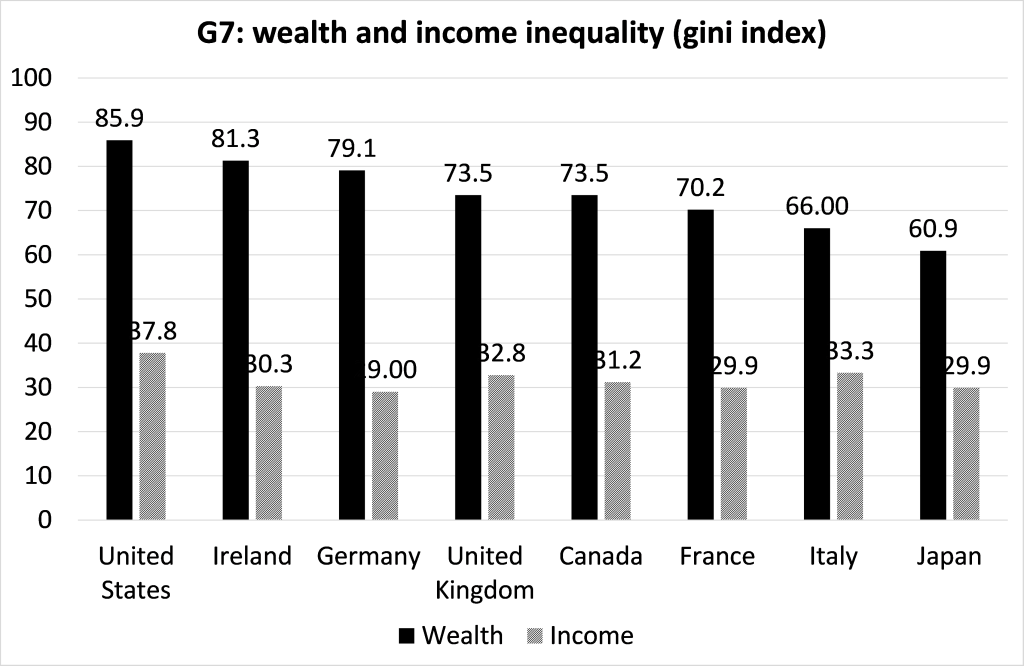 G7: wealth and income inequality (gini index)
100
90
80
70
60
50
40
30
20
10
0
85.9
81.3
79.1
73.5
73.5
70.2
66.00
60.9
37.8
30.3
9.00
32.8
31.2
29.9
33.3
29.9
United States
Ireland
Germany
United Kingdom
Canada
France
Italy
Japan
Wealth
Income